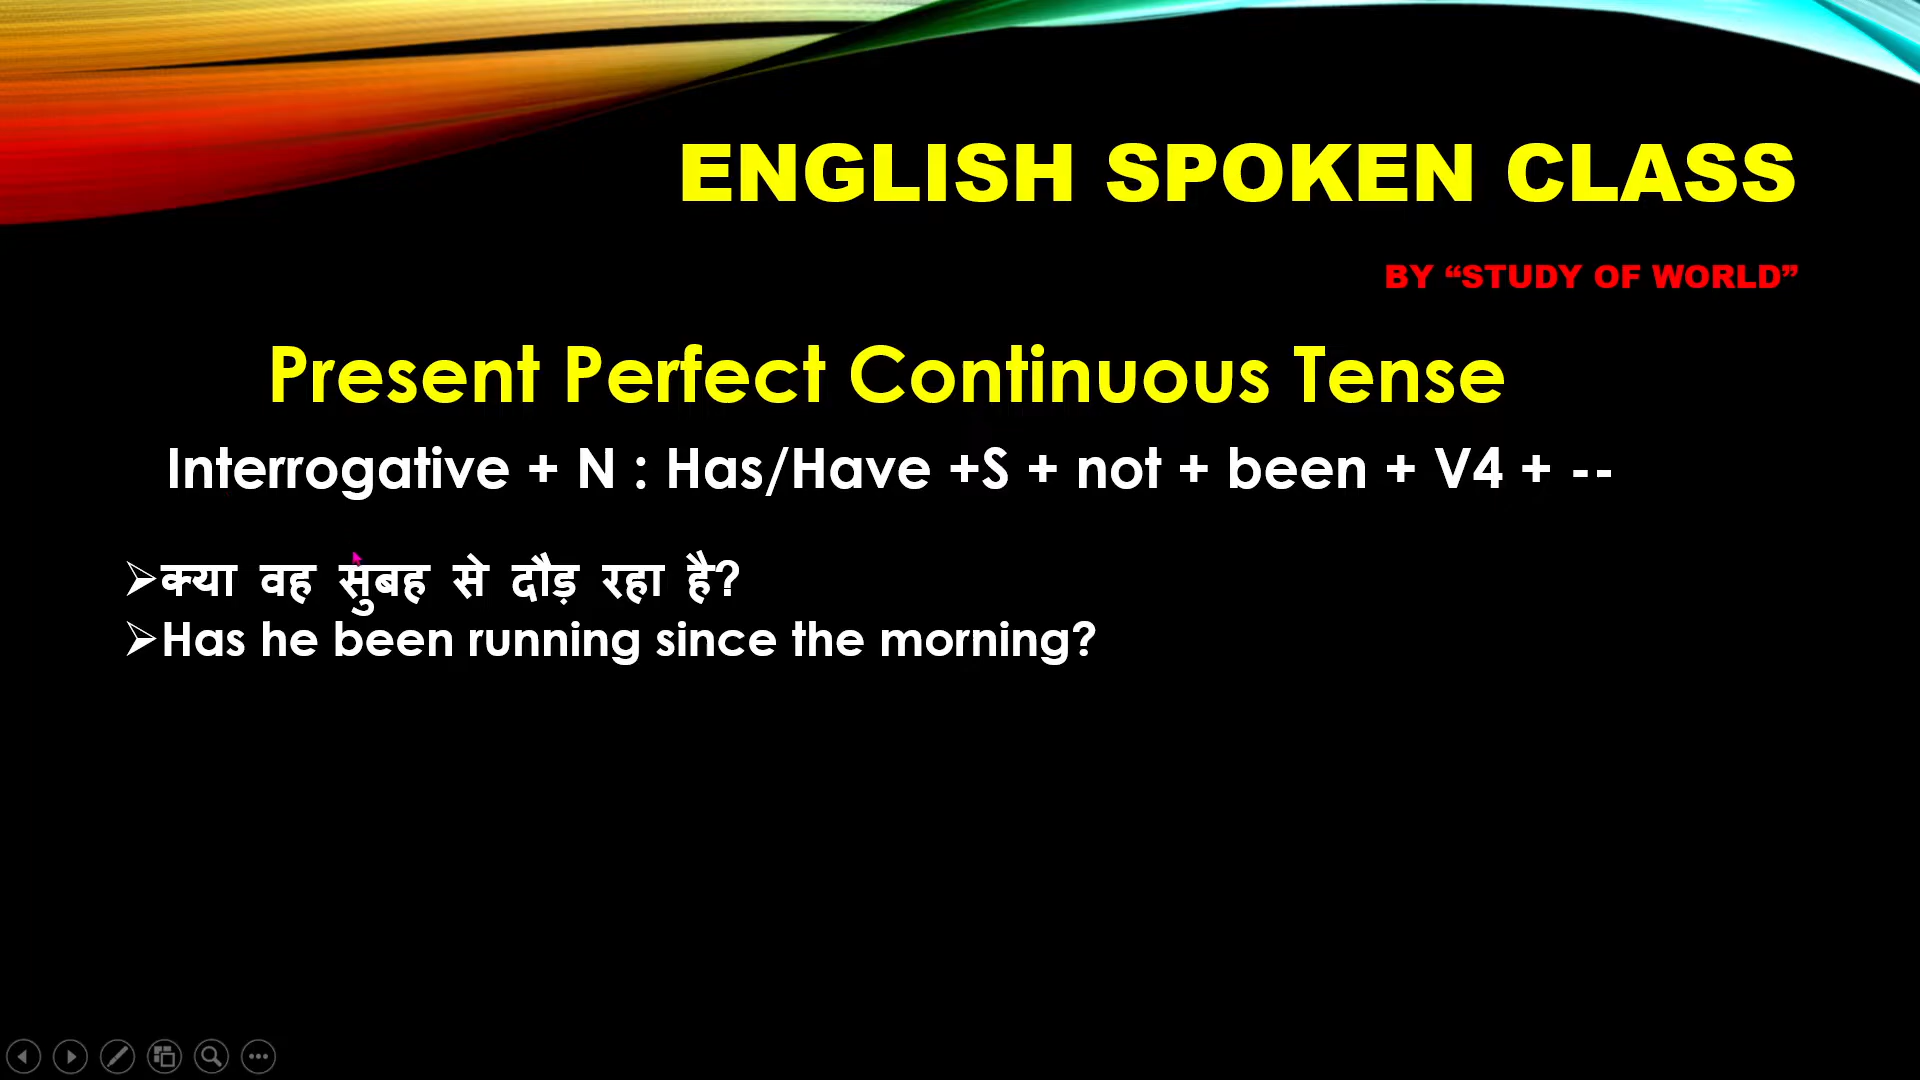 ENGLISH SPOKEN CLASS
BY “STUDY OF WORLD”
Present Perfect Continuous Tense
Interrogative + N : Has/Have +S + not + been + V4 + --
➢क्या वह सुबह से दौड़ रहा है?
➢Has he been running since the morning?